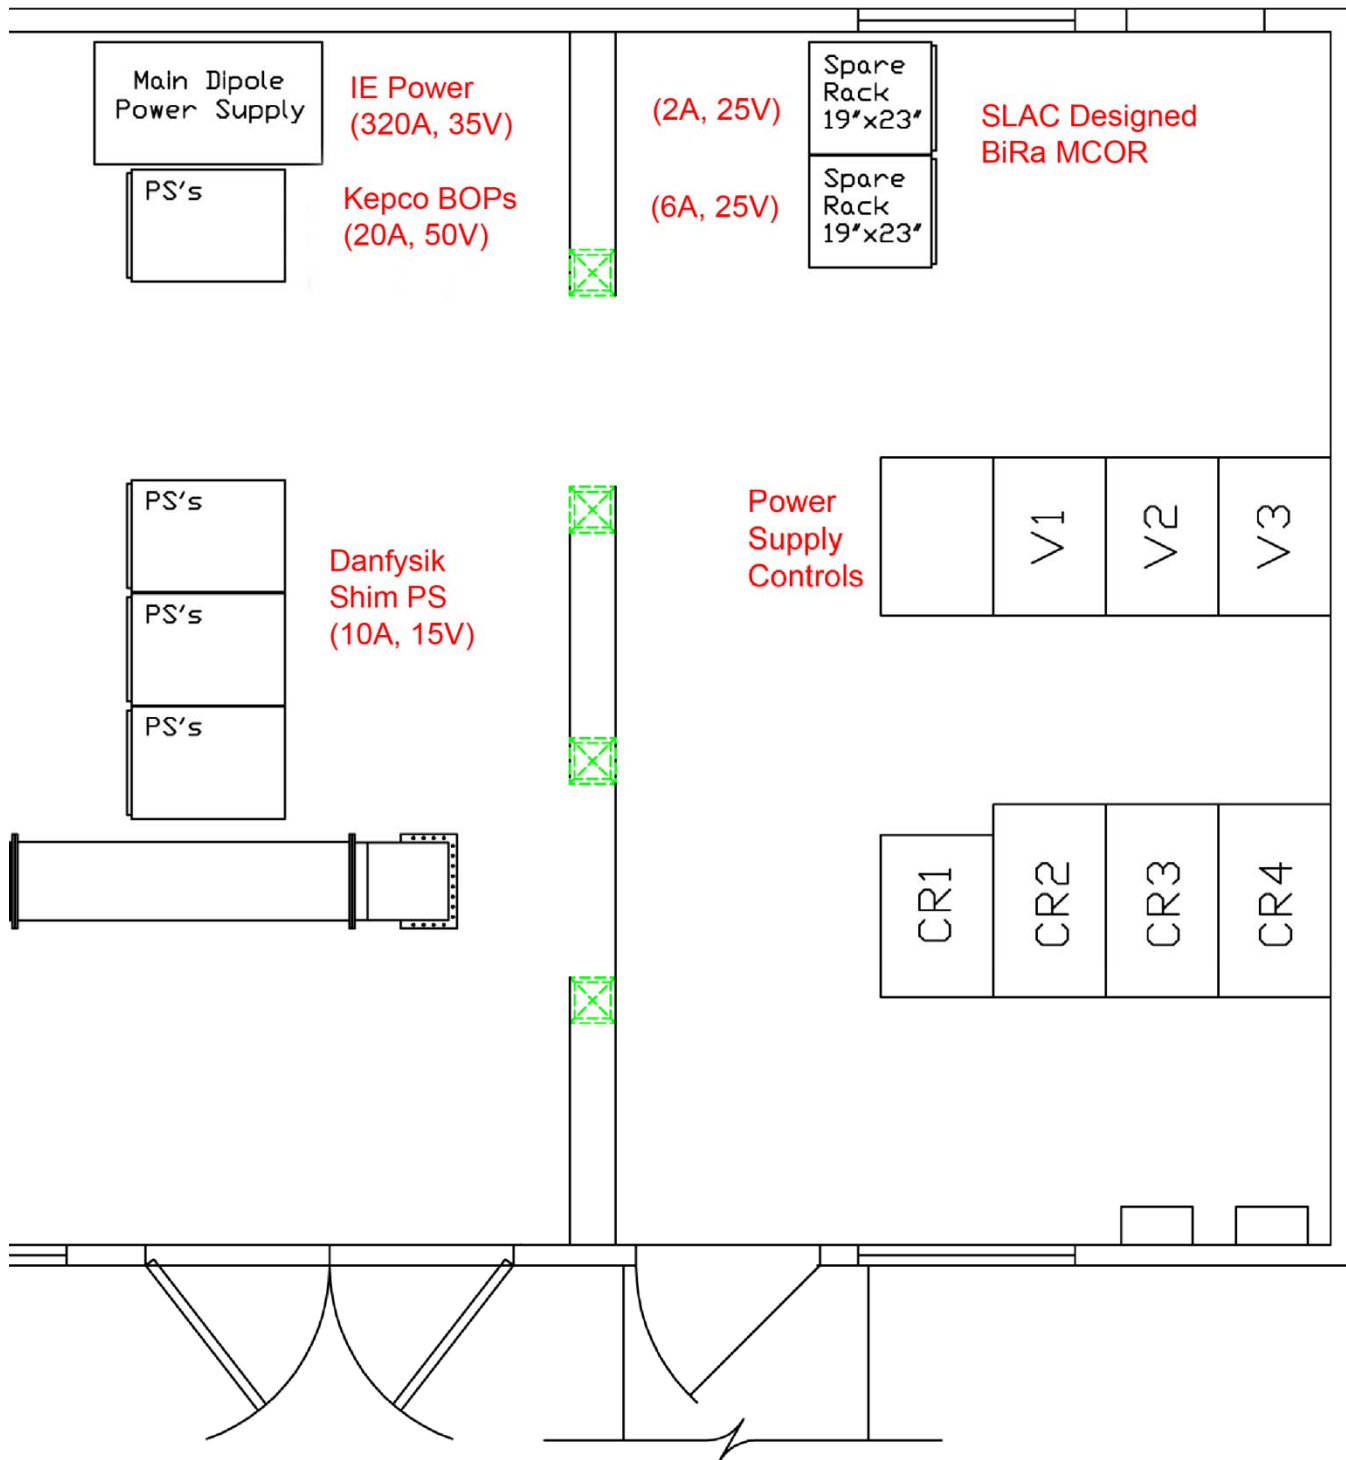 Main Dipole
Power Supply
IE Power
(320A, 35V)
PS's
Kepco BOPs
(20A, 50V)
(2A, 25V)
Spare
Rack
19"x23"
SLAC Designed
BiRa MCOR
(6A, 25V)
Spare
Rack
19"x23"
PS's
Danfysik
Shim PS
(10A, 15V)
PS's
PS's
Power
Supply
Controls
V1
V2
V3
CR1
CR2
CR3
CR4